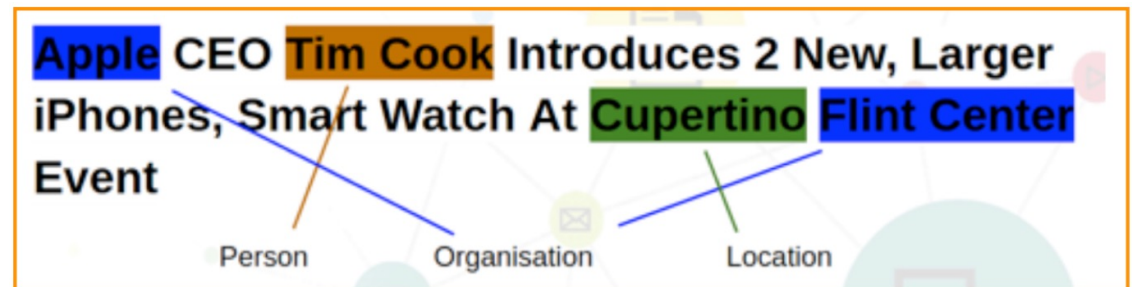 Apple CEO Tim Cook Introduces 2 New, Larger
iPhones, Smart Watch At Cupertino Flint Center
Event
Person Organisation Location